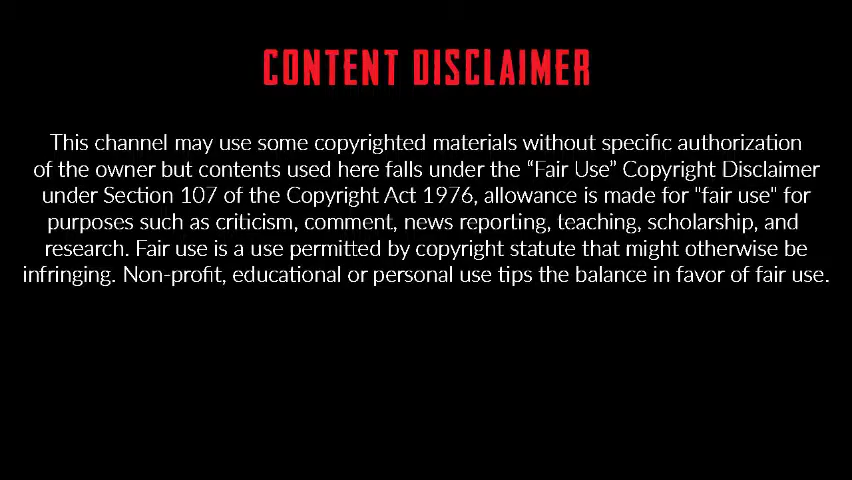 CONTENT DISCLAIMER
This channel may use some copyrighted materials without specific authorization
of the owner but contents used here falls under the “Fair Use” Copyright Disclaimer
under Section 107 of the Copyright Act 1976, allowance is made for "fair use" for
purposes such as criticism, comment, news reporting, teaching, scholarship, and
research. Fair use is a use permitted by copyright statute that might otherwise be
infringing. Non-profit, educational or personal use tips the balance in favor of fair use.